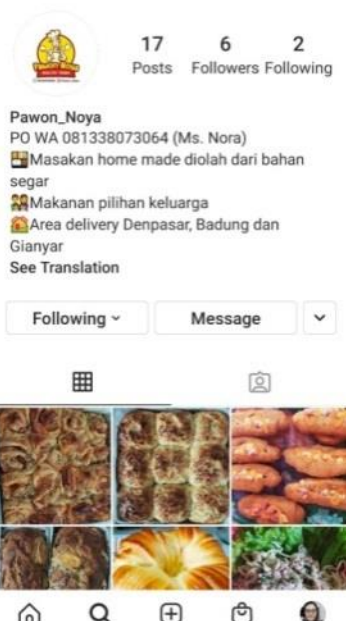 17
6
2
Posts
Followers
Following
Pawon_Noya
PO WA 081338073064 (Ms. Nora)
Masakan home made diolah dari bahan
segar
Makanan pilihan keluarga
Area delivery Denpasar, Badung dan
Gianyar
See Translation
Following
Message